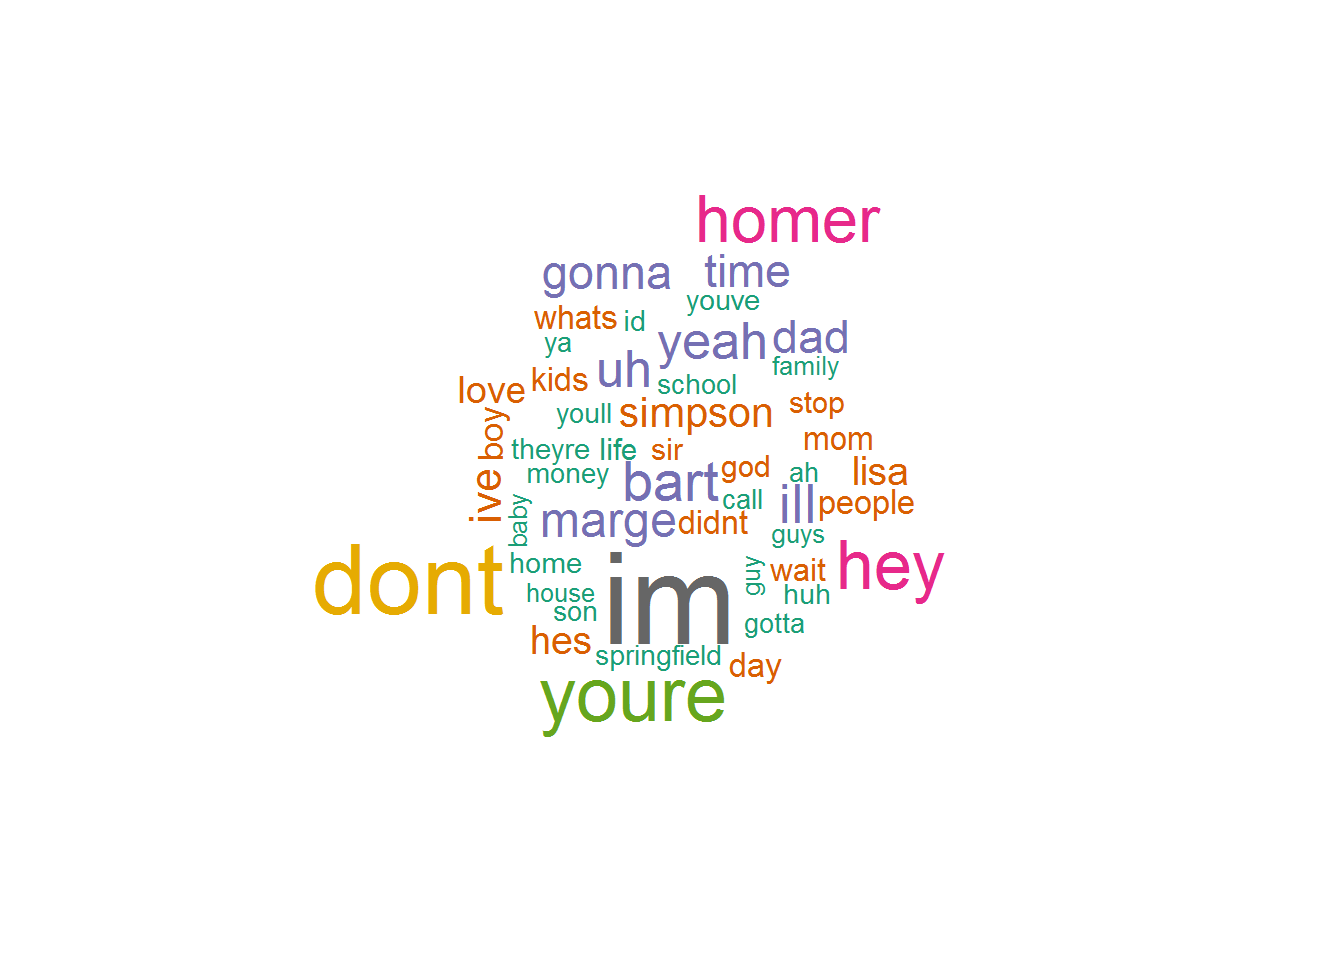 homer
gonna time
youve
whats id
yeah dad
ya
family
uh
love kids school
stop
youll simpson
boy
mom
theyre life sir
money god ah lisa
bart
ive call ill people
baby marge didnt
guys
dont home im guy wait hey
house huh
son
gotta
hes
springfield day
youre